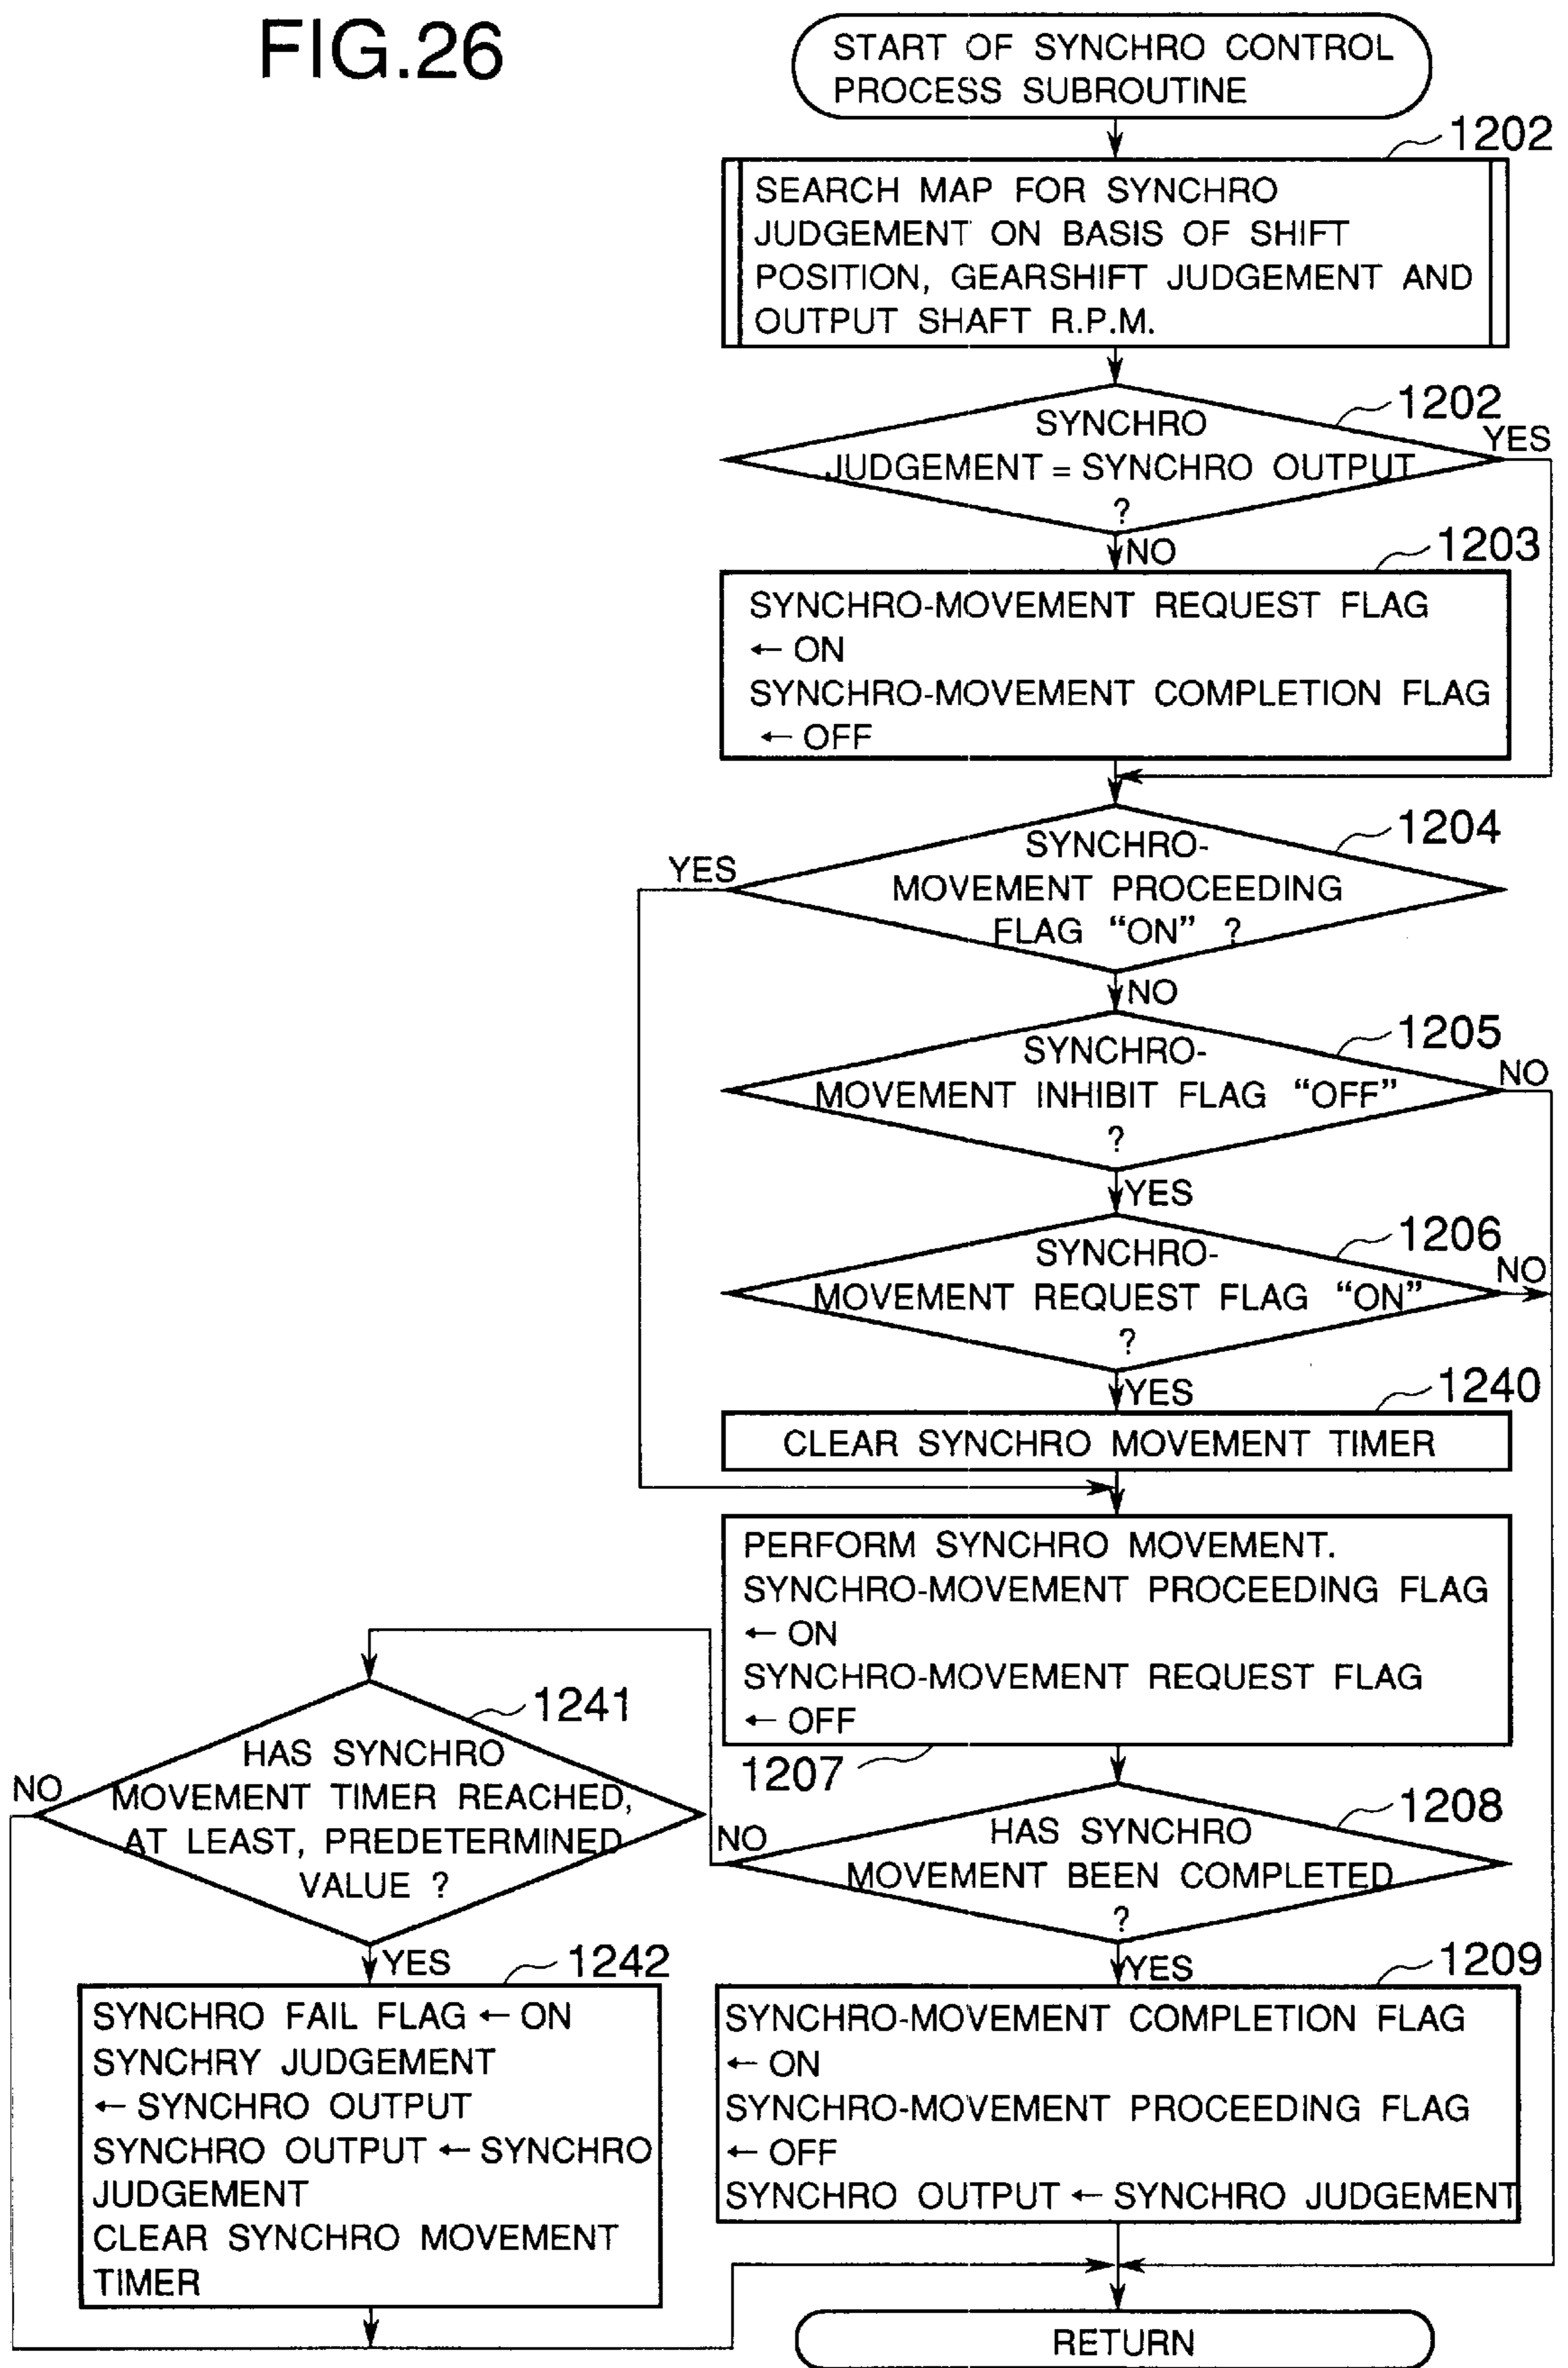 FIG.26
START OF SYNCHRO CONTROL
PROCESS SUBROUTINE
1202
SEARCH MAP FOR SYNCHRO
JUDGEMENT ON BASIS OF SHIFT
POSITION, GEARSHIFT JUDGEMENT AND
OUTPUT SHAFT R.P.M.
1202
SYNCHRO
JUDGEMENT = SYNCHRO OUTPUT
?
YES
NO
1203
SYNCHRO-MOVEMENT REQUEST FLAG
← ON
SYNCHRO-MOVEMENT COMPLETION FLAG
← OFF
1204
SYNCHRO-
MOVEMENT PROCEEDING
FLAG “ON” ?
YES
NO
1205
SYNCHRO-
MOVEMENT INHIBIT FLAG “OFF”
?
NO
YES
1206
SYNCHRO-
MOVEMENT REQUEST FLAG “ON”
?
NO
YES
1240
CLEAR SYNCHRO MOVEMENT TIMER
PERFORM SYNCHRO MOVEMENT.
SYNCHRO-MOVEMENT PROCEEDING FLAG
← ON
SYNCHRO-MOVEMENT REQUEST FLAG
← OFF
1207
1208
HAS SYNCHRO
MOVEMENT BEEN COMPLETED
?
NO
YES
1241
HAS SYNCHRO
MOVEMENT TIMER REACHED,
AT LEAST, PREDETERMINED
VALUE ?
NO
YES
1242
SYNCHRO FAIL FLAG ← ON
SYNCHRY JUDGEMENT
← SYNCHRO OUTPUT
SYNCHRO OUTPUT ← SYNCHRO
JUDGEMENT
CLEAR SYNCHRO MOVEMENT
TIMER
1209
SYNCHRO-MOVEMENT COMPLETION FLAG
← ON
SYNCHRO-MOVEMENT PROCEEDING FLAG
← OFF
SYNCHRO OUTPUT ← SYNCHRO JUDGEMENT
RETURN